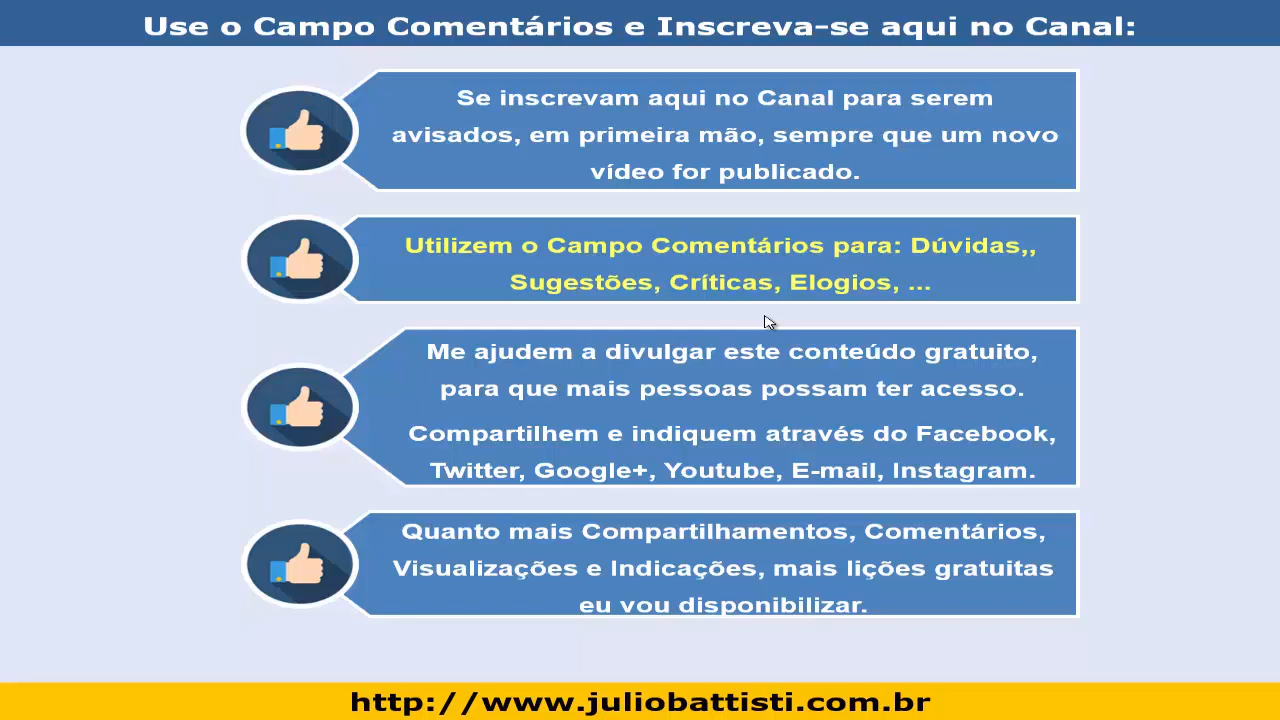 Use o Campo Comentários e Inscreva-se aqui no Canal:
Se inscrevam aqui no Canal para serem
avisados, em primeira mão, sempre que um novo
vídeo for publicado.
Utilizem o Campo Comentários para: Dúvidas,,
Sugestões, Críticas, Elogios, ...
Me ajudem a divulgar este conteúdo gratuito,
para que mais pessoas possam ter acesso.
Compartilhem e indiquem através do Facebook,
Twitter, Google+, Youtube, E-mail, Instagram.
Quanto mais Compartilhamentos, Comentários,
Visualizações e Indicações, mais lições gratuitas
eu vou disponibilizar.
http://www.juliobattisti.com.br